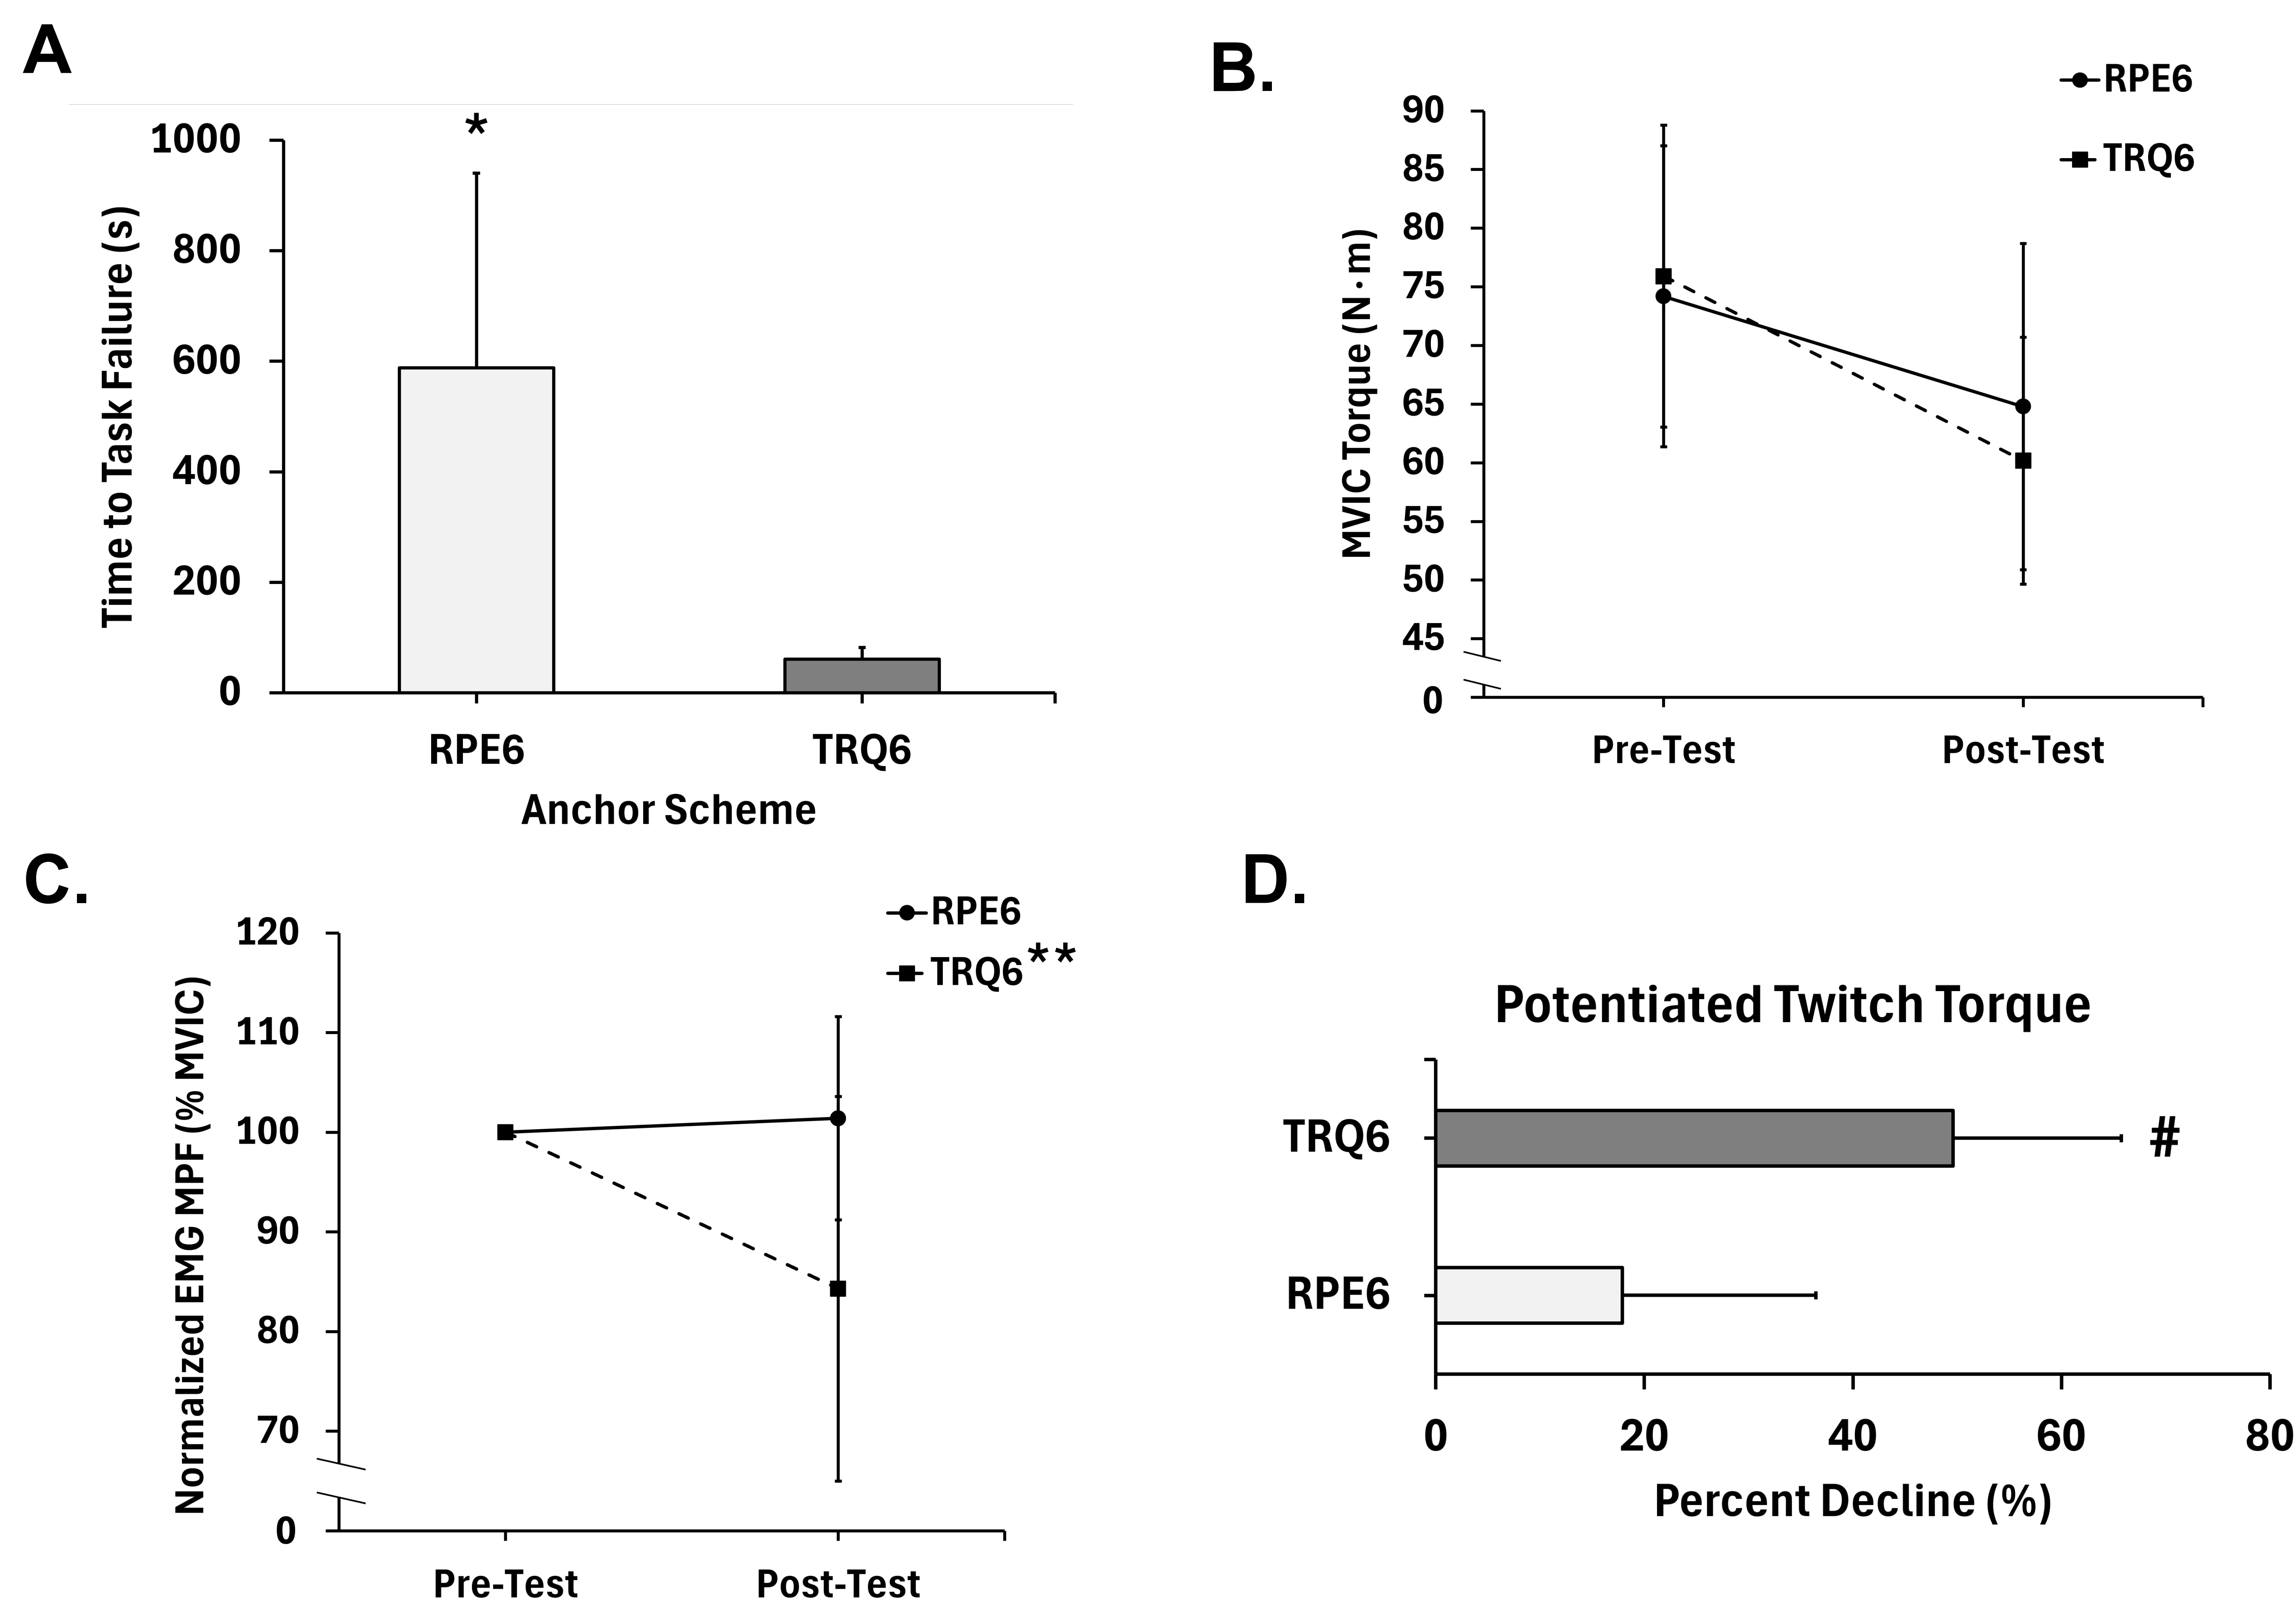 A
*
1000
800
600
400
200
0
Time to Task Failure (s)
RPE6
TRQ6
Anchor Scheme
B.
RPE6
TRQ6
90
85
80
75
70
65
60
55
50
45
0
MVIC Torque (N·m)
Pre-Test
Post-Test
C.
RPE6
TRQ6**
120
110
100
90
80
70
0
Normalized EMG MPF (% MVIC)
Pre-Test
Post-Test
D.
Potentiated Twitch Torque
TRQ6
#
RPE6
0 20 40 60 80
Percent Decline (%)